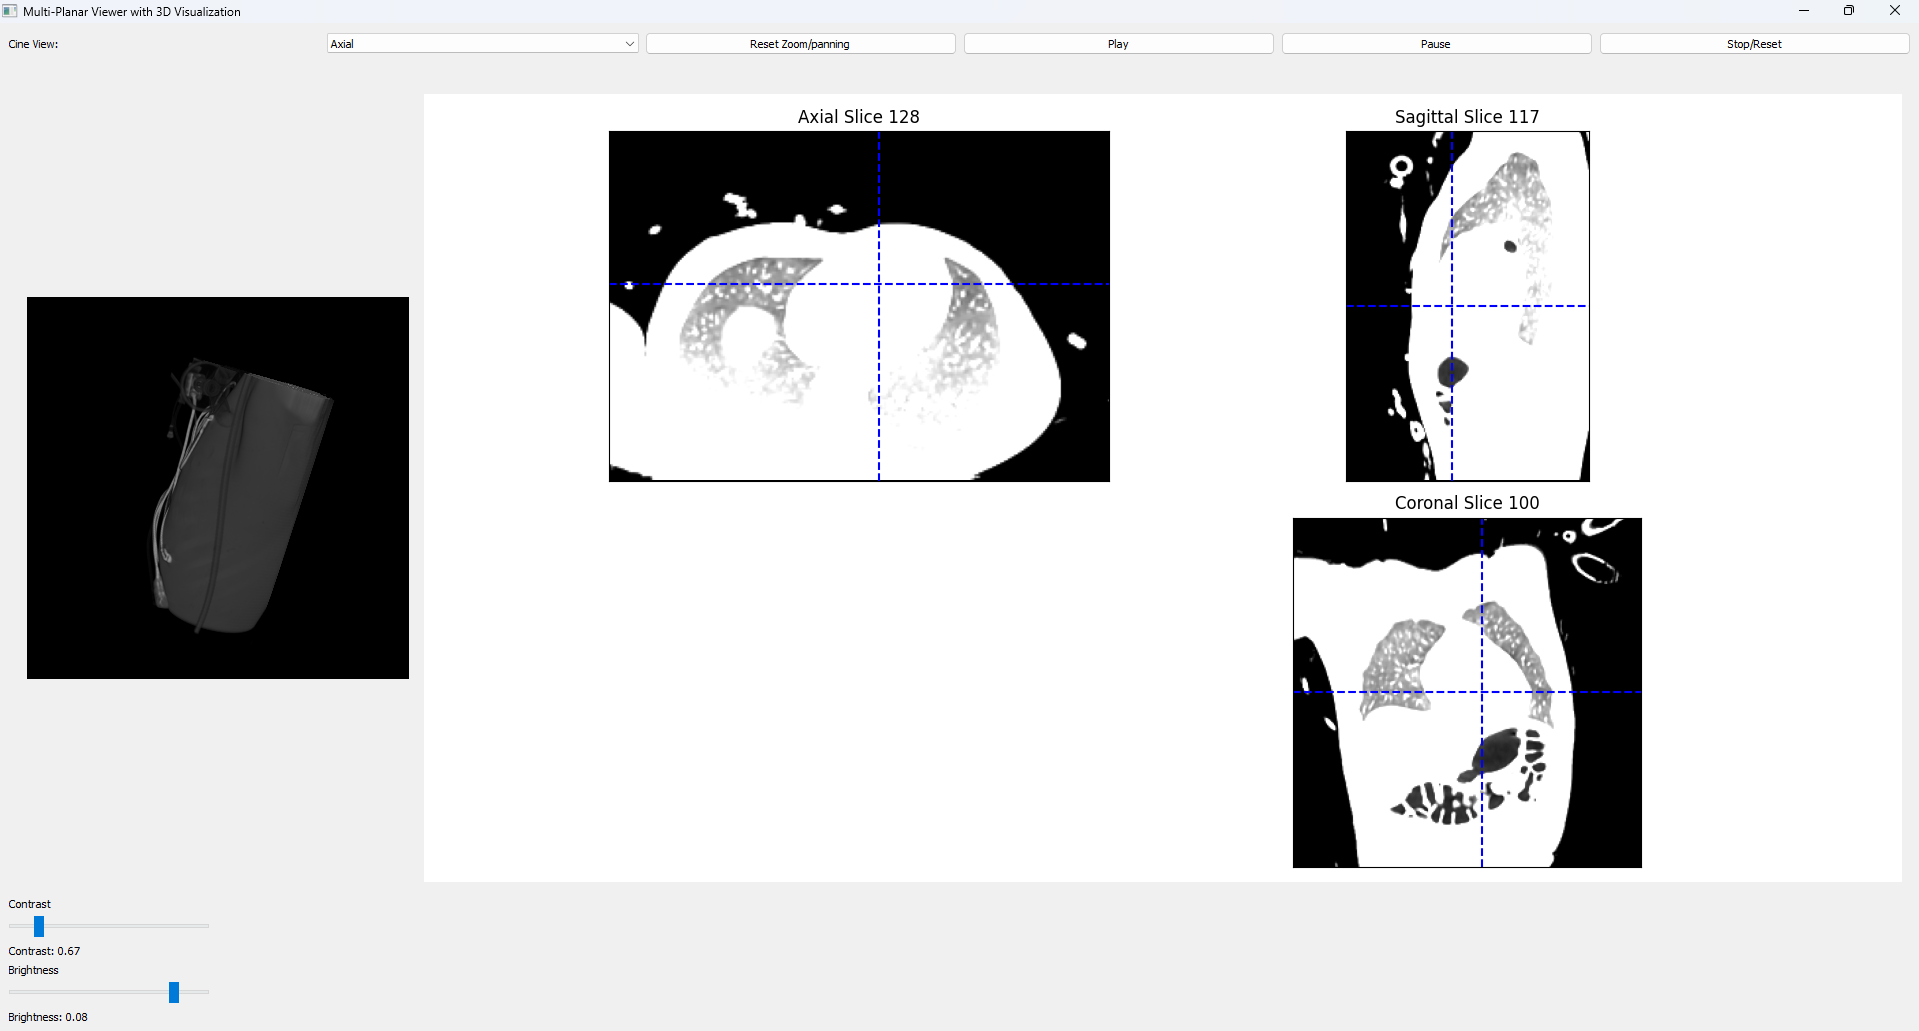 Multi-Planar Viewer with 3D Visualization
Cine View:
Axial
Reset Zoom/panning
Play
Pause
Stop/Reset
Axial Slice 128
Sagittal Slice 117
Coronal Slice 100
Contrast
Contrast: 0.67
Brightness
Brightness: 0.08